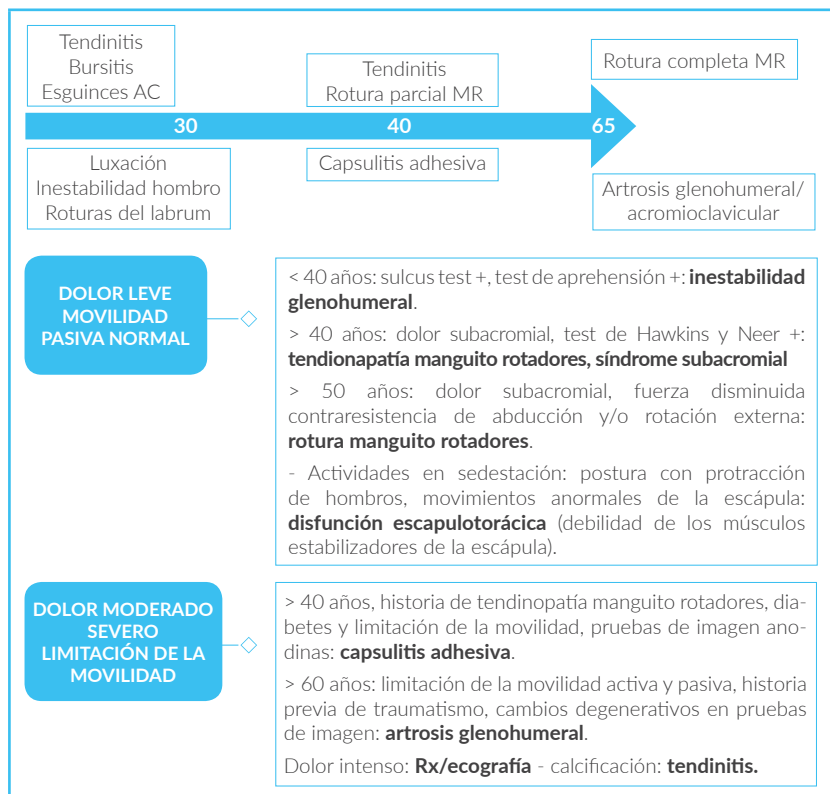 Tendinitis
Bursitis
Esguinces AC
Tendinitis
Rotura parcial MR
Rotura completa MR
30
40
65
Luxación
Inestabilidad hombro
Roturas del labrum
Capsulitis adhesiva
Artrosis glenohumeral/
acromioclavicular
DOLOR LEVE
MOVILIDAD
PASIVA NORMAL
< 40 años: sulcus test +, test de aprehensión +: inestabilidad
glenohumeral.
> 40 años: dolor subacromial, test de Hawkins y Neer +:
tendionapatía manguito rotadores, síndrome subacromial
> 50 años: dolor subacromial, fuerza disminuida
contraresistencia de abducción y/o rotación externa:
rotura manguito rotadores.
- Actividades en sedestación: postura con protracción
de hombros, movimientos anormales de la escápula:
disfunción escapulotorácica (debilidad de los músculos
estabilizadores de la escápula).
DOLOR MODERADO
SEVERO
LIMITACIÓN DE LA
MOVILIDAD
> 40 años, historia de tendinopatía manguito rotadores, dia-
betes y limitación de la movilidad, pruebas de imagen ano-
dinas: capsulitis adhesiva.
> 60 años: limitación de la movilidad activa y pasiva, historia
previa de traumatismo, cambios degenerativos en pruebas
de imagen: artrosis glenohumeral.
Dolor intenso: Rx/ecografía - calcificación: tendinitis.